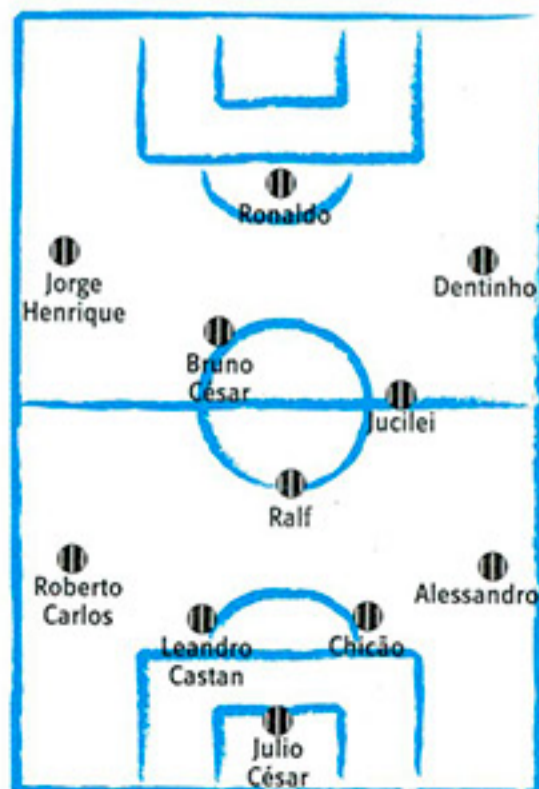 Ronaldo
Jorge
Henrique
Dentinho
Bruno
César
Jucilei
Ralf
Roberto
Carlos
Alessandro
Leandro
Castan
Chicão
Julio
César